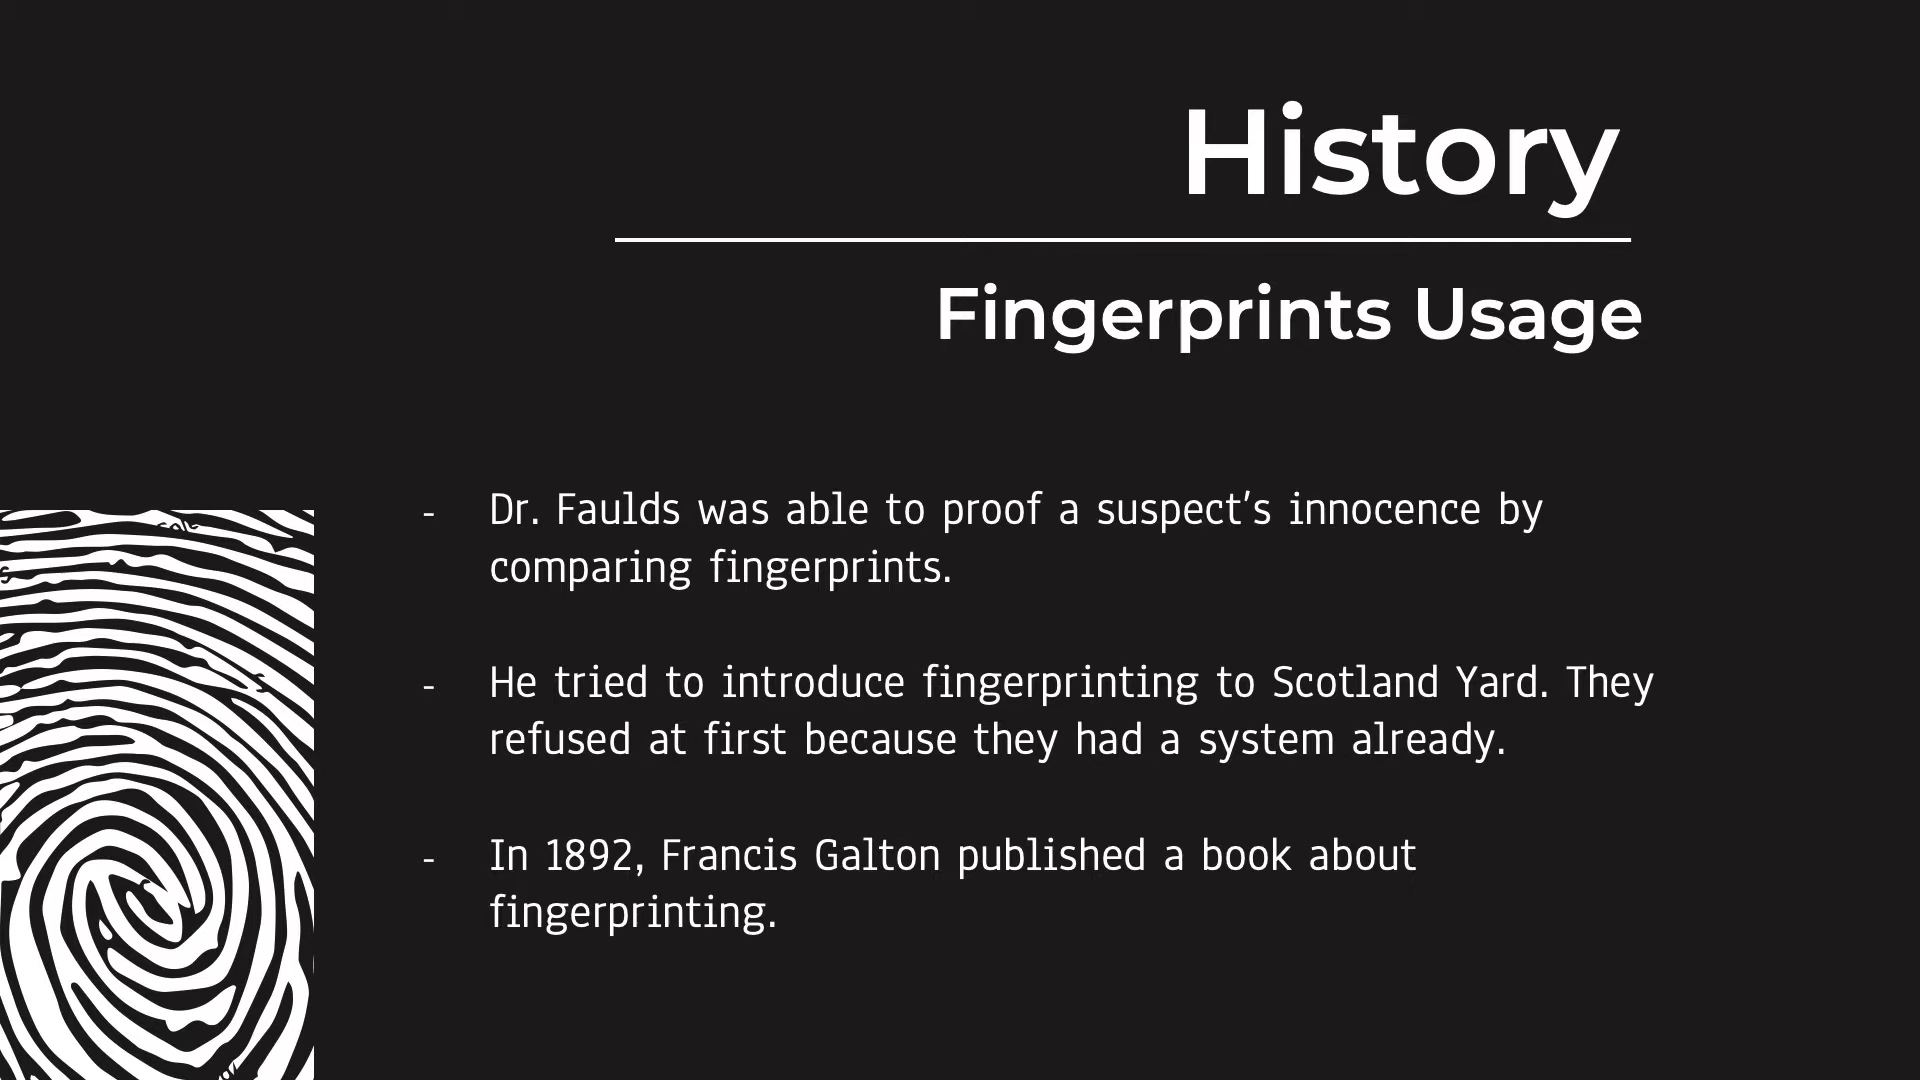 History
Fingerprints Usage
- Dr. Faulds was able to proof a suspect's innocence by
comparing fingerprints.
- He tried to introduce fingerprinting to Scotland Yard. They
refused at first because they had a system already.
- In 1892, Francis Galton published a book about
fingerprinting.